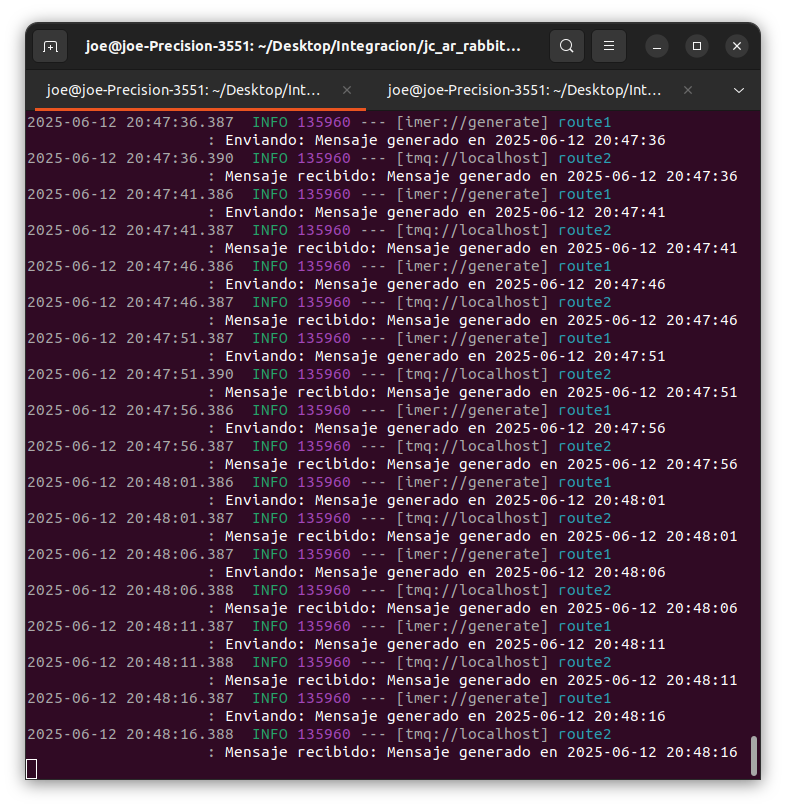 joe@joe-Precision-3551: ~/Desktop/Integracion/jc_ar_rabbit...
joe@joe-Precision-3551: ~/Desktop/Int... × joe@joe-Precision-3551: ~/Desktop/Int... ×
2025-06-12 20:47:36.387 INFO 135960 --- [imer://generate] route1
: Enviando: Mensaje generado en 2025-06-12 20:47:36
2025-06-12 20:47:36.390 INFO 135960 --- [tmq://localhost] route2
: Mensaje recibido: Mensaje generado en 2025-06-12 20:47:36
2025-06-12 20:47:41.386 INFO 135960 --- [imer://generate] route1
: Enviando: Mensaje generado en 2025-06-12 20:47:41
2025-06-12 20:47:41.387 INFO 135960 --- [tmq://localhost] route2
: Mensaje recibido: Mensaje generado en 2025-06-12 20:47:41
2025-06-12 20:47:46.386 INFO 135960 --- [imer://generate] route1
: Enviando: Mensaje generado en 2025-06-12 20:47:46
2025-06-12 20:47:46.387 INFO 135960 --- [tmq://localhost] route2
: Mensaje recibido: Mensaje generado en 2025-06-12 20:47:46
2025-06-12 20:47:51.387 INFO 135960 --- [imer://generate] route1
: Enviando: Mensaje generado en 2025-06-12 20:47:51
2025-06-12 20:47:51.390 INFO 135960 --- [tmq://localhost] route2
: Mensaje recibido: Mensaje generado en 2025-06-12 20:47:51
2025-06-12 20:47:56.386 INFO 135960 --- [imer://generate] route1
: Enviando: Mensaje generado en 2025-06-12 20:47:56
2025-06-12 20:47:56.387 INFO 135960 --- [tmq://localhost] route2
: Mensaje recibido: Mensaje generado en 2025-06-12 20:47:56
2025-06-12 20:48:01.386 INFO 135960 --- [imer://generate] route1
: Enviando: Mensaje generado en 2025-06-12 20:48:01
2025-06-12 20:48:01.387 INFO 135960 --- [tmq://localhost] route2
: Mensaje recibido: Mensaje generado en 2025-06-12 20:48:01
2025-06-12 20:48:06.387 INFO 135960 --- [imer://generate] route1
: Enviando: Mensaje generado en 2025-06-12 20:48:06
2025-06-12 20:48:06.388 INFO 135960 --- [tmq://localhost] route2
: Mensaje recibido: Mensaje generado en 2025-06-12 20:48:06
2025-06-12 20:48:11.387 INFO 135960 --- [imer://generate] route1
: Enviando: Mensaje generado en 2025-06-12 20:48:11
2025-06-12 20:48:11.388 INFO 135960 --- [tmq://localhost] route2
: Mensaje recibido: Mensaje generado en 2025-06-12 20:48:11
2025-06-12 20:48:16.387 INFO 135960 --- [imer://generate] route1
: Enviando: Mensaje generado en 2025-06-12 20:48:16
2025-06-12 20:48:16.388 INFO 135960 --- [tmq://localhost] route2
: Mensaje recibido: Mensaje generado en 2025-06-12 20:48:16